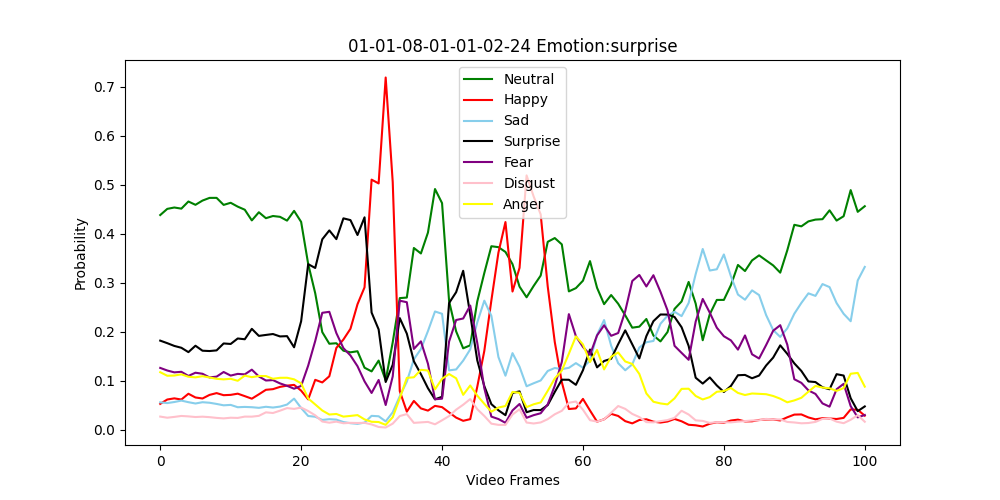 01-01-08-01-01-02-24 Emotion:surprise
Neutral
Happy
Sad
Surprise
Fear
Disgust
Anger
Probability
0.7
0.6
0.5
0.4
0.3
0.2
0.1
0.0
0 20 40 60 80 100
Video Frames